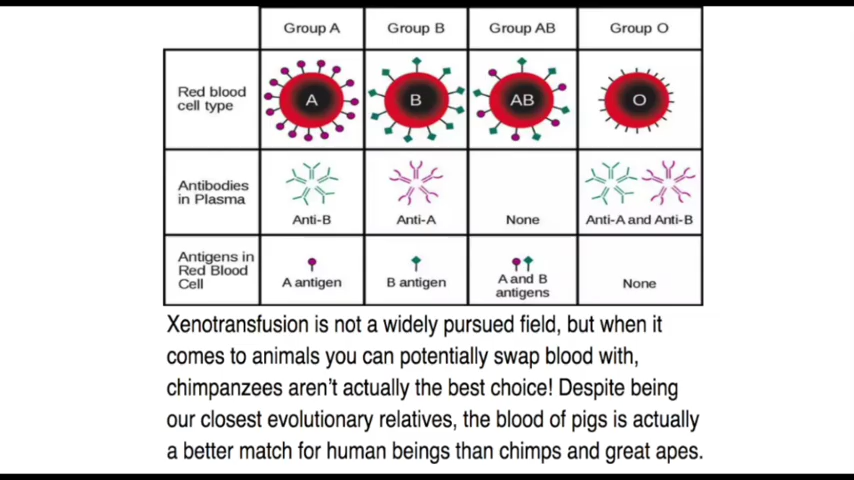 Group A Group B Group AB Group O
Red blood
cell type
A B AB O
Antibodies
in Plasma
Anti-B Anti-A None Anti-A and Anti-B
Antigens in
Red Blood
Cell
A antigen B antigen A and B
antigens None
Xenotransfusion is not a widely pursued field, but when it
comes to animals you can potentially swap blood with,
chimpanzees aren't actually the best choice! Despite being
our closest evolutionary relatives, the blood of pigs is actually
a better match for human beings than chimps and great apes.